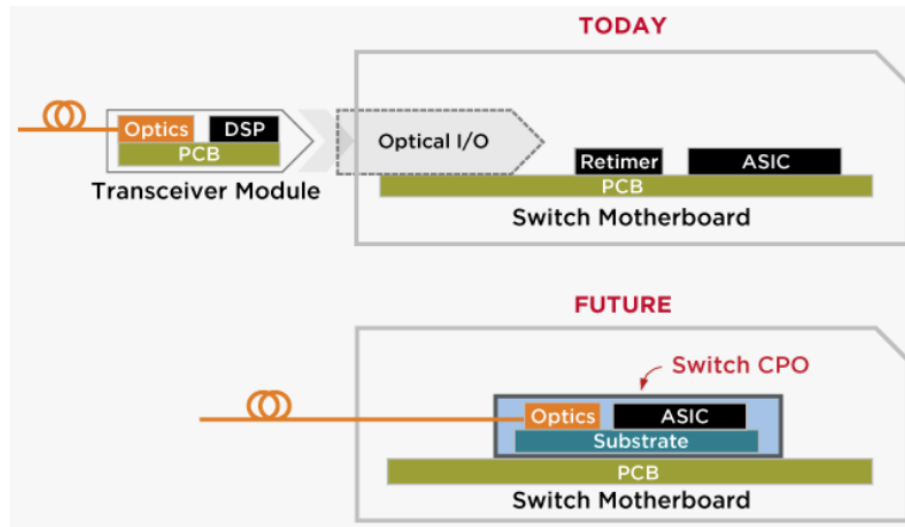 TODAY
Optics
DSP
PCB
Transceiver Module
Optical I/O
Retimer
ASIC
PCB
Switch Motherboard
FUTURE
Switch CPO
Optics
ASIC
Substrate
PCB
Switch Motherboard